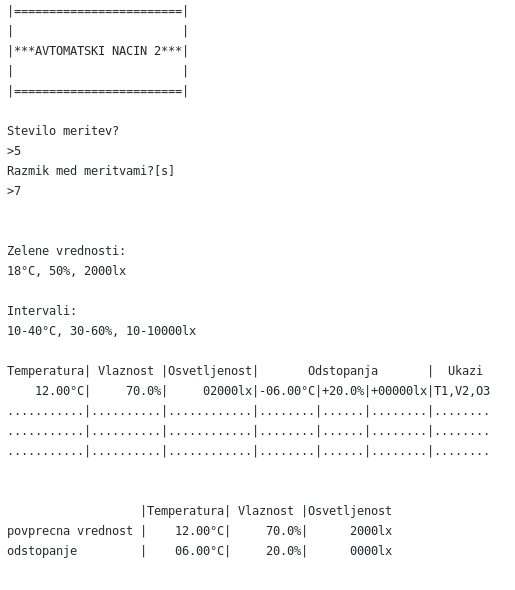 |========================|
|                        |
|***AVTOMATSKI NACIN 2***|
|                        |
|========================|
Stevilo meritev?
>5
Razmik med meritvami?[s]
>7
Zelene vrednosti:
18°C, 50%, 2000lx
Intervali:
10-40°C, 30-60%, 10-10000lx
Temperatura| Vlaznost |Osvetljenost|       Odstopanja       |  Ukazi
    12.00°C|     70.0%|     02000lx|-06.00°C|+20.0%|+00000lx|T1,V2,O3
...........|..........|............|........|......|........|........
...........|..........|............|........|......|........|........
...........|..........|............|........|......|........|........
                   |Temperatura| Vlaznost |Osvetljenost
povprecna vrednost |    12.00°C|     70.0%|      2000lx
odstopanje         |    06.00°C|     20.0%|      0000lx